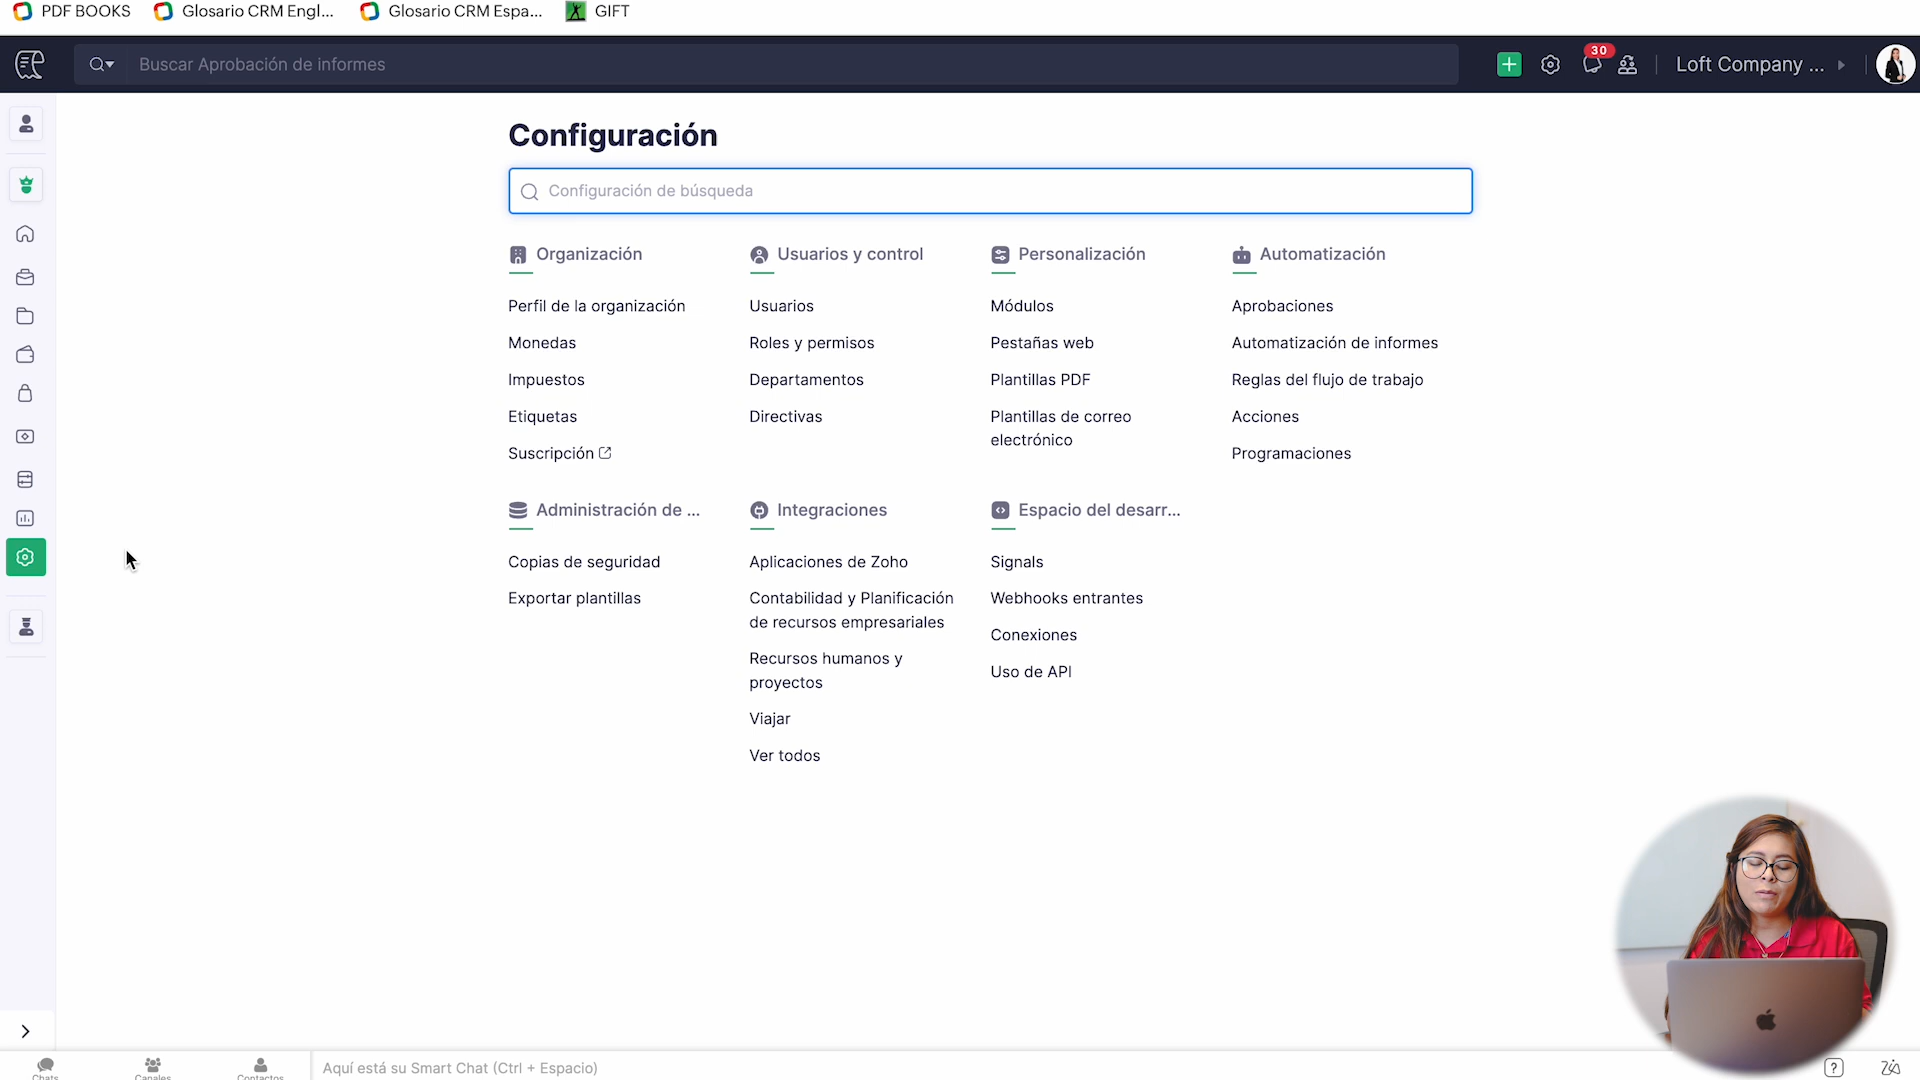 PDF BOOKS
Glosario CRM Engl...
Glosario CRM Espa...
GIFT
Buscar Aprobación de informes
30
Loft Company ...
Configuración
Configuración de búsqueda
Organización
Perfil de la organización
Monedas
Impuestos
Etiquetas
Suscripción
Usuarios y control
Usuarios
Roles y permisos
Departamentos
Directivas
Personalización
Módulos
Pestañas web
Plantillas PDF
Plantillas de correo
electrónico
Automatización
Aprobaciones
Automatización de informes
Reglas del flujo de trabajo
Acciones
Programaciones
Administración de ...
Copias de seguridad
Exportar plantillas
Integraciones
Aplicaciones de Zoho
Contabilidad y Planificación
de recursos empresariales
Recursos humanos y
proyectos
Viajar
Ver todos
Espacio del desarr...
Signals
Webhooks entrantes
Conexiones
Uso de API
Chats
Canales
Contactos
Aquí está su Smart Chat (Ctrl + Espacio)